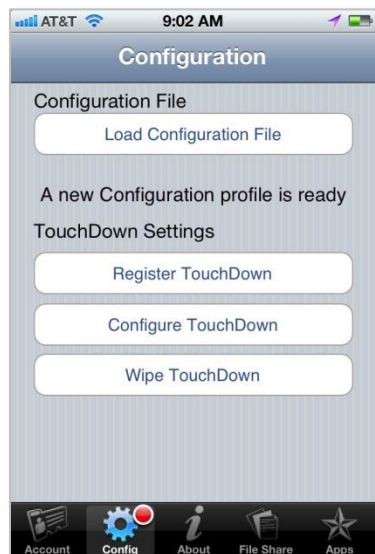 AT&T 9:02 AM
Configuration
Configuration File
Load Configuration File
A new Configuration profile is ready
TouchDown Settings
Register TouchDown
Configure TouchDown
Wipe TouchDown
Account Config About File Share Apps